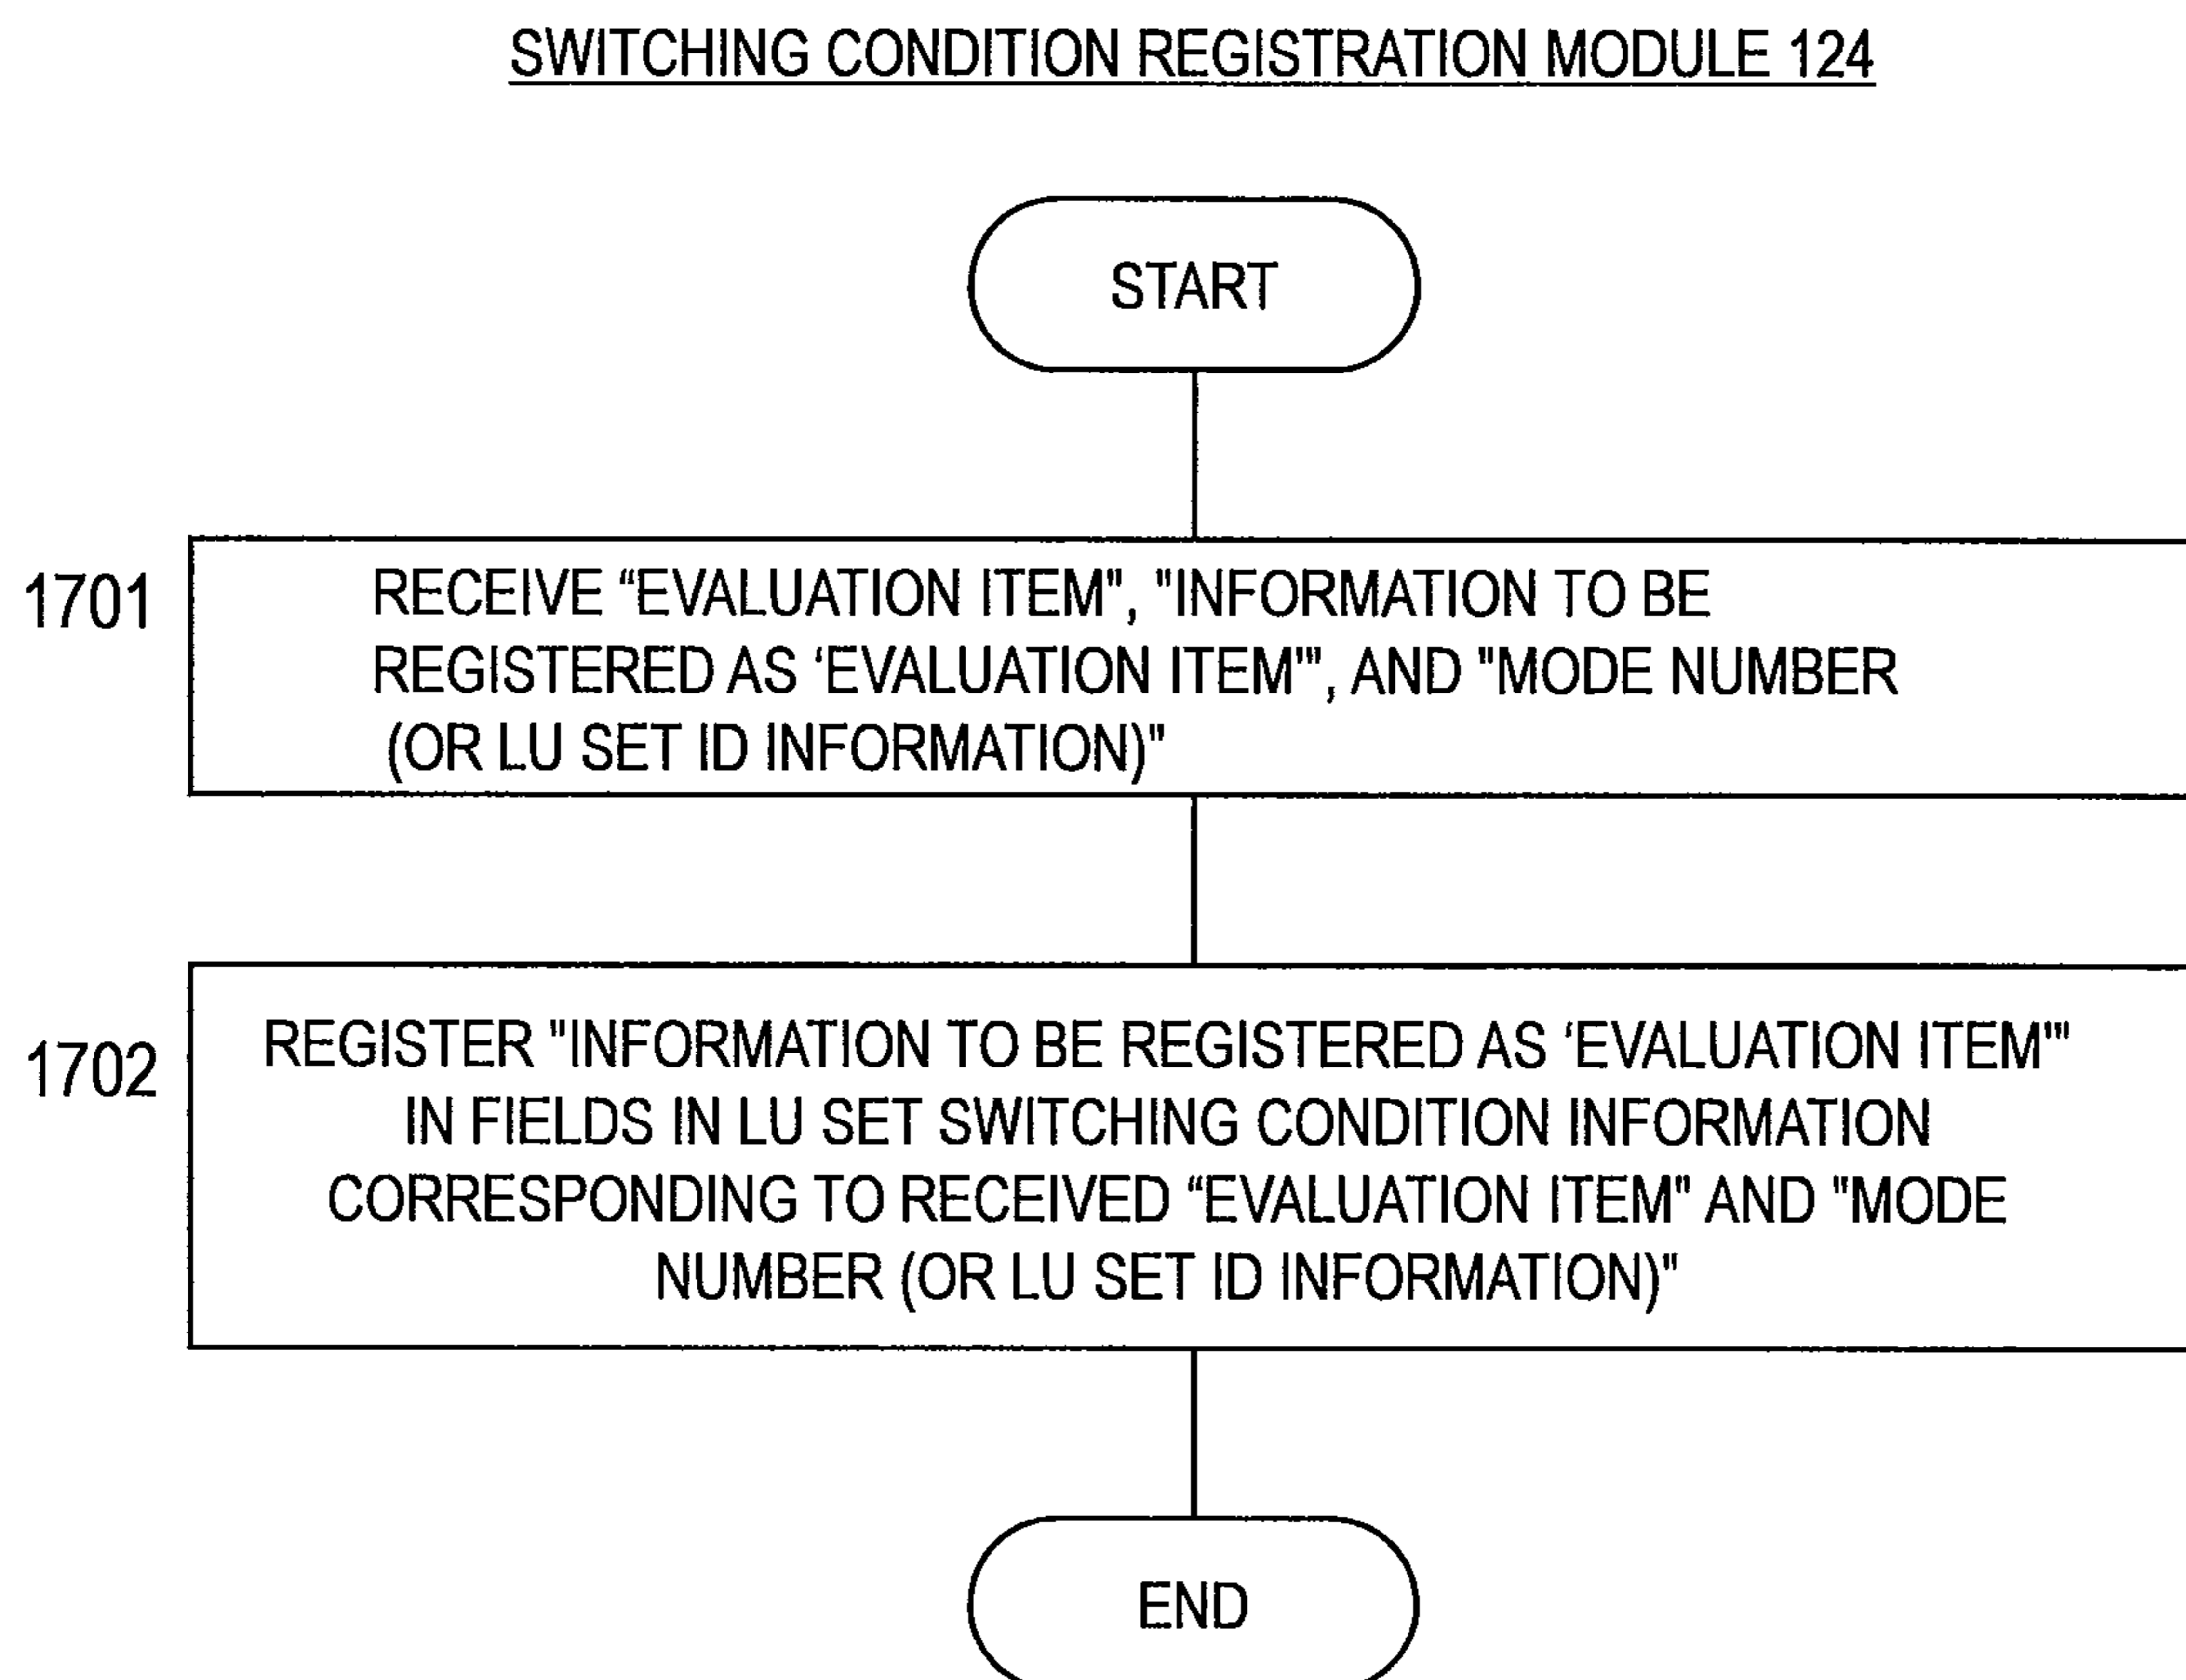 SWITCHING CONDITION REGISTRATION MODULE 124
START
1701
RECEIVE “EVALUATION ITEM", "INFORMATION TO BE
REGISTERED AS ‘EVALUATION ITEM'", AND "MODE NUMBER
(OR LU SET ID INFORMATION)"
1702
REGISTER "INFORMATION TO BE REGISTERED AS ‘EVALUATION ITEM'"
IN FIELDS IN LU SET SWITCHING CONDITION INFORMATION
CORRESPONDING TO RECEIVED “EVALUATION ITEM" AND "MODE
NUMBER (OR LU SET ID INFORMATION)"
END